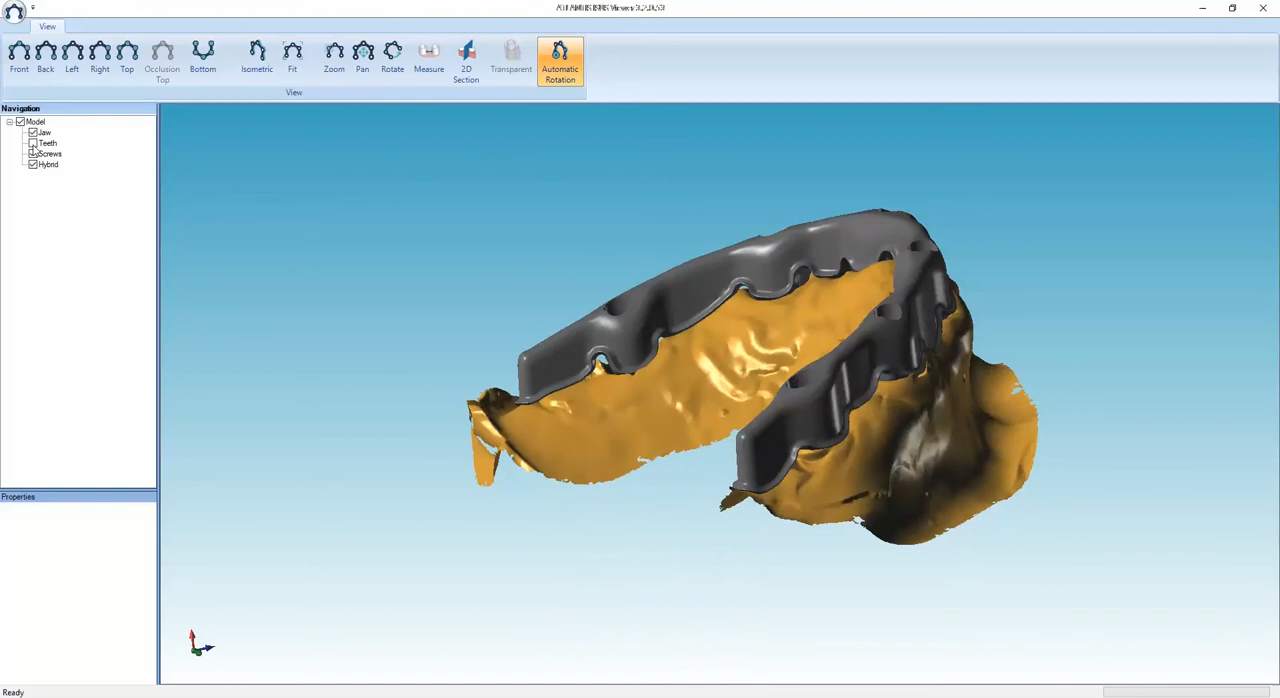 View
Front
Back
Left
Right
Top
Occlusion
Top
Bottom
Isometric
Fit
Zoom
Pan
Rotate
Measure
2D
Section
Transparent
Automatic
Rotation
View
Navigation
Model
Jaw
Teeth
Screws
Hybrid
Properties
Ready